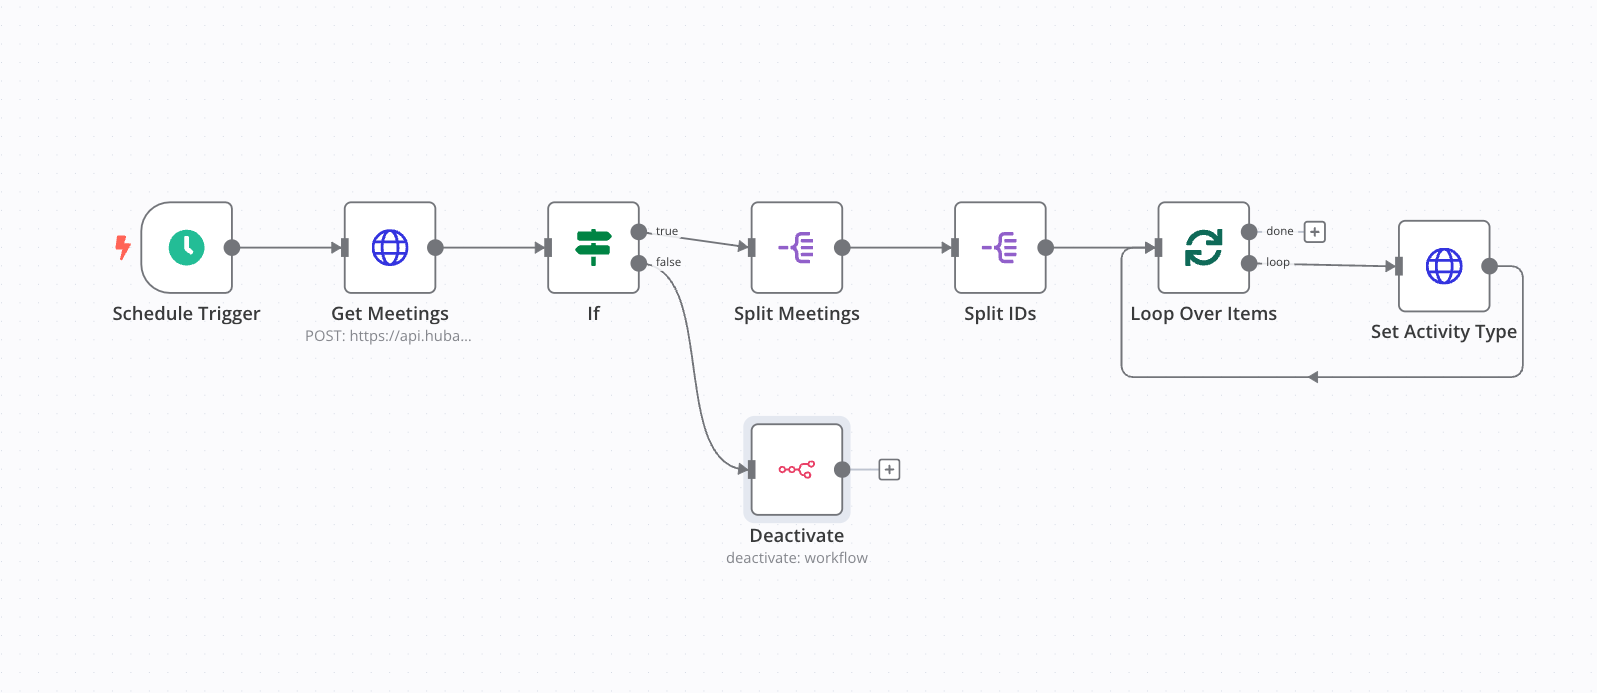 true
false
done
loop
Schedule Trigger
Get Meetings
POST: https://api.huba...
If
Split Meetings
Split IDs
Loop Over Items
Set Activity Type
Deactivate
deactivate: workflow